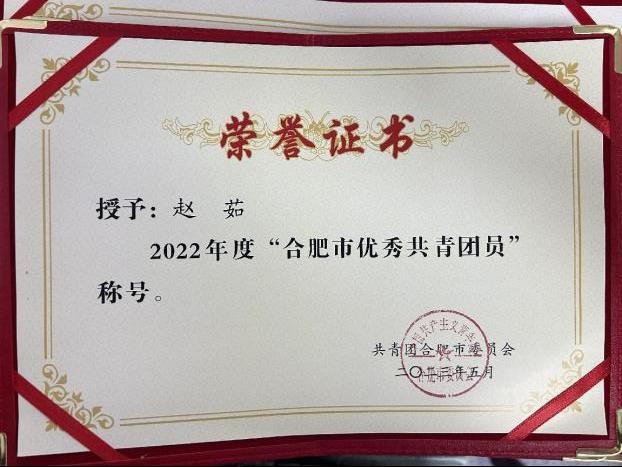 荣誉证书
授予：赵 茹
2022年度“合肥市优秀共青团员”
称号。
共青团合肥市委员会
二〇二三年五月